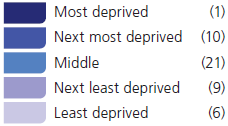 Most deprived (1)
Next most deprived (10)
Middle (21)
Next least deprived (9)
Least deprived (6)